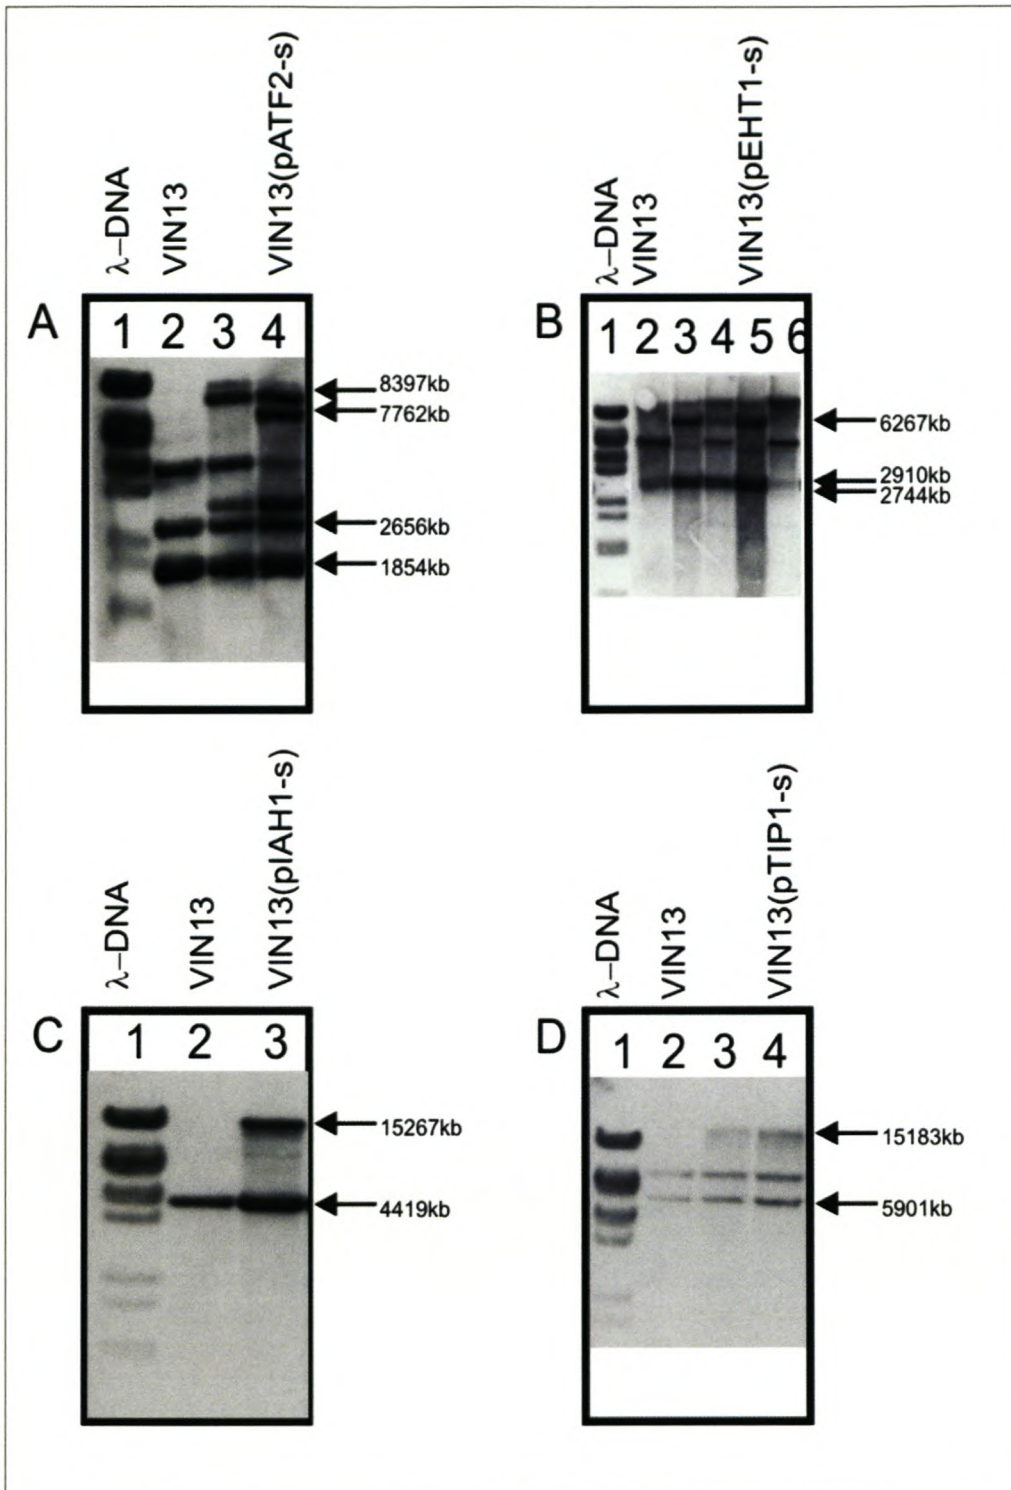 λ–DNA
VIN13
VIN13(pATF2-s)
A
1 2 3 4
8397kb
7762kb
2656kb
1854kb
λ–DNA
VIN13
VIN13(pEHT1-s)
B
1 2 3 4 5 6
6267kb
2910kb
2744kb
λ–DNA
VIN13
VIN13(pIAH1-s)
C
1 2 3
15267kb
4419kb
λ–DNA
VIN13
VIN13(pTIP1-s)
D
1 2 3 4
15183kb
5901kb